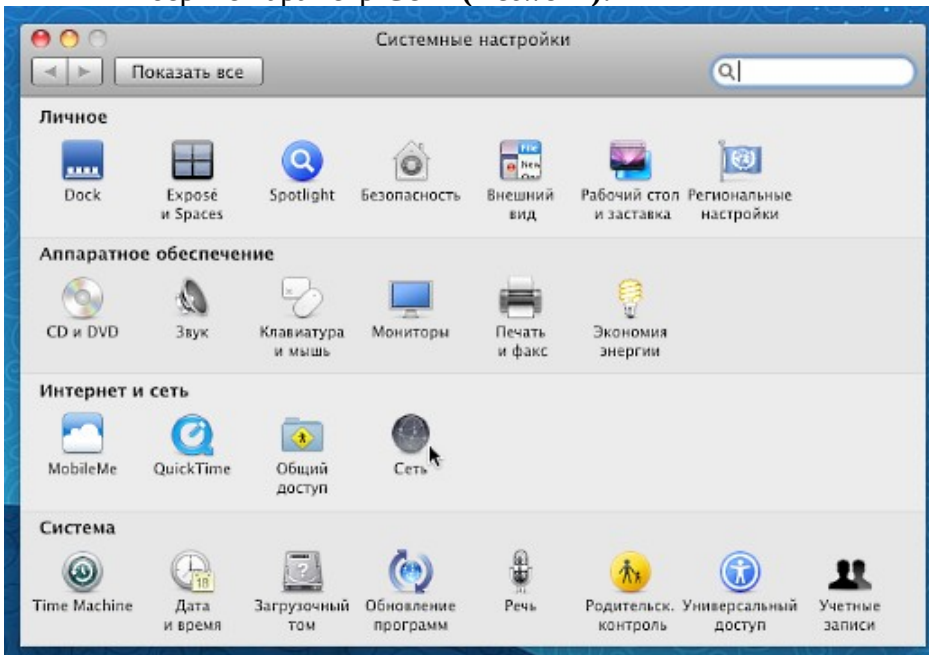 Системные настройки
Показать все
Личное
Dock
Exposé
и Spaces
Spotlight
Безопасность
Внешний
вид
Рабочий стол
и заставка
Региональные
настройки
Аппаратное обеспечение
CD и DVD
Звук
Клавиатура
и мышь
Мониторы
Печать
и факс
Экономия
энергии
Интернет и сеть
MobileMe
QuickTime
Общий
доступ
Сеть
Система
Time Machine
Дата
и время
Загрузочный
том
Обновление
программ
Речь
Родительск.
контроль
Универсальный
доступ
Учетные
записи